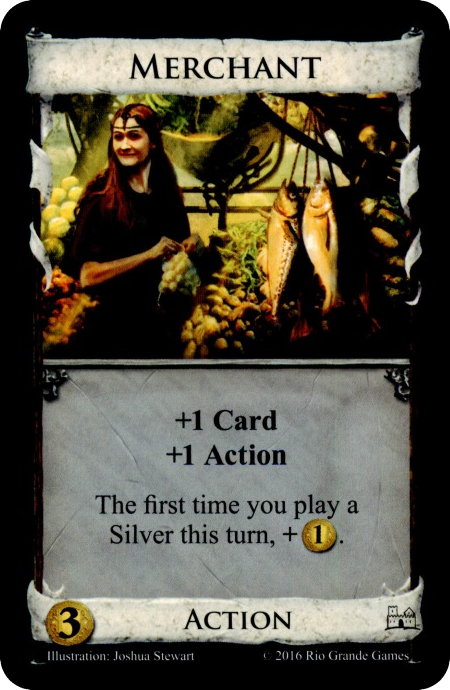 MERCHANT
+1 Card
+1 Action
The first time you play a
Silver this turn, + 1.
3
ACTION
Illustration: Joshua Stewart
© 2016 Rio Grande Games